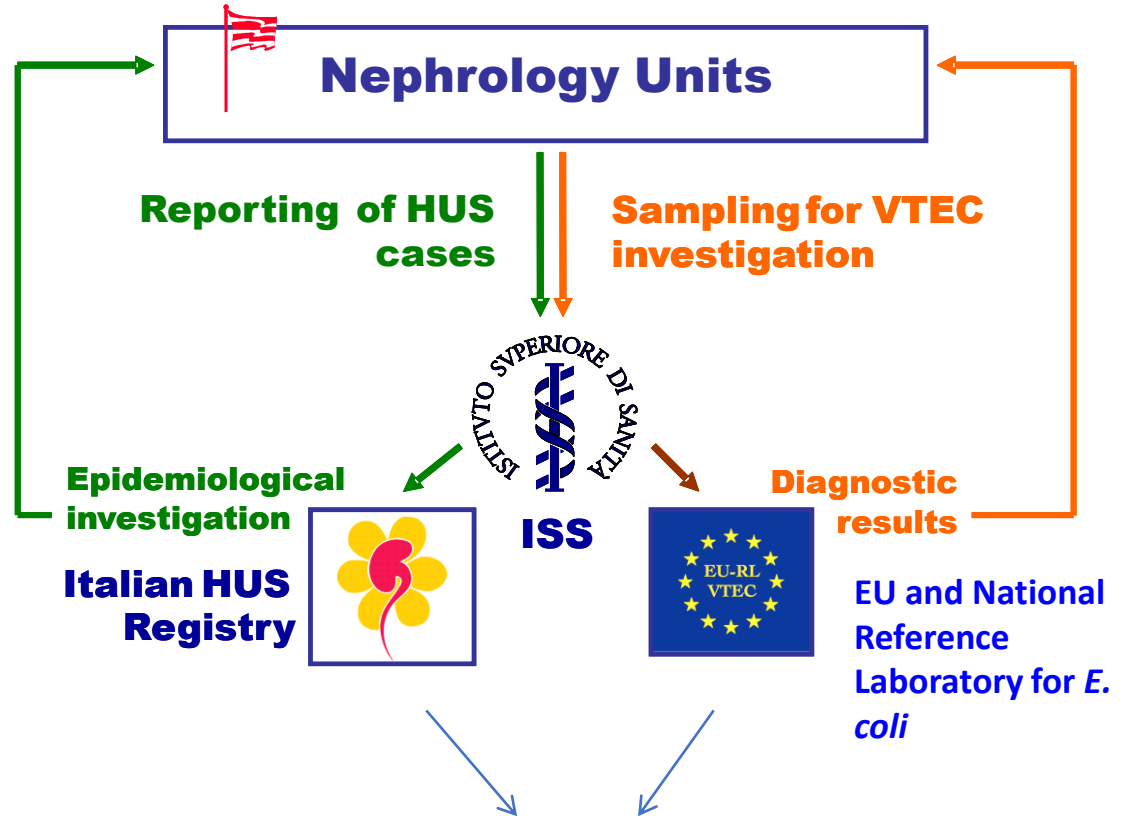 Nephrology Units
Reporting of HUS
cases
Sampling for VTEC
investigation
ISTITVTO SVPERIORE DI SANITÀ
ISS
Epidemiological
investigation
Italian HUS
Registry
Diagnostic
results
EU-RL
VTEC
EU and National
Reference
Laboratory for E.
coli